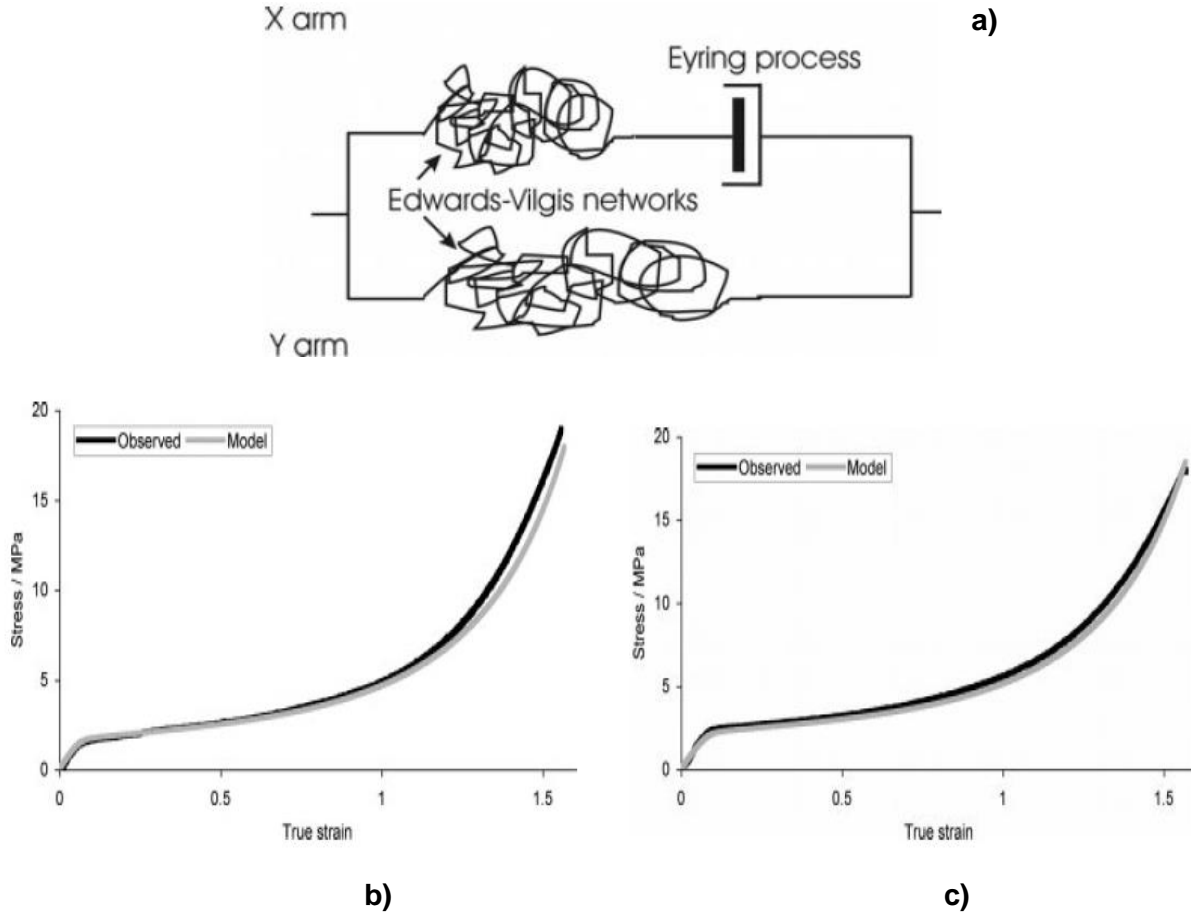 X arm
a)
Eyring process
Edwards-Vilgis networks
Y arm
20
15
10
5
0
Stress / MPa
Observed Model
0 0.5 1 1.5
True strain
b)
20
15
10
5
0
Stress / MPa
Observed Model
0 0.5 1 1.5
True strain
c)